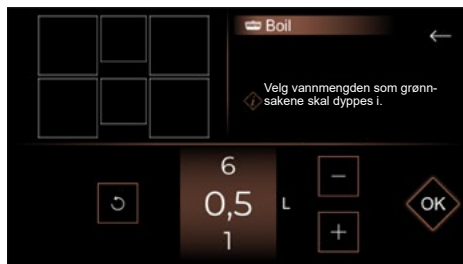 Boil
Velg vannmengden som grønn-
sakene skal dyppes i.
6
0,5 L
1
OK